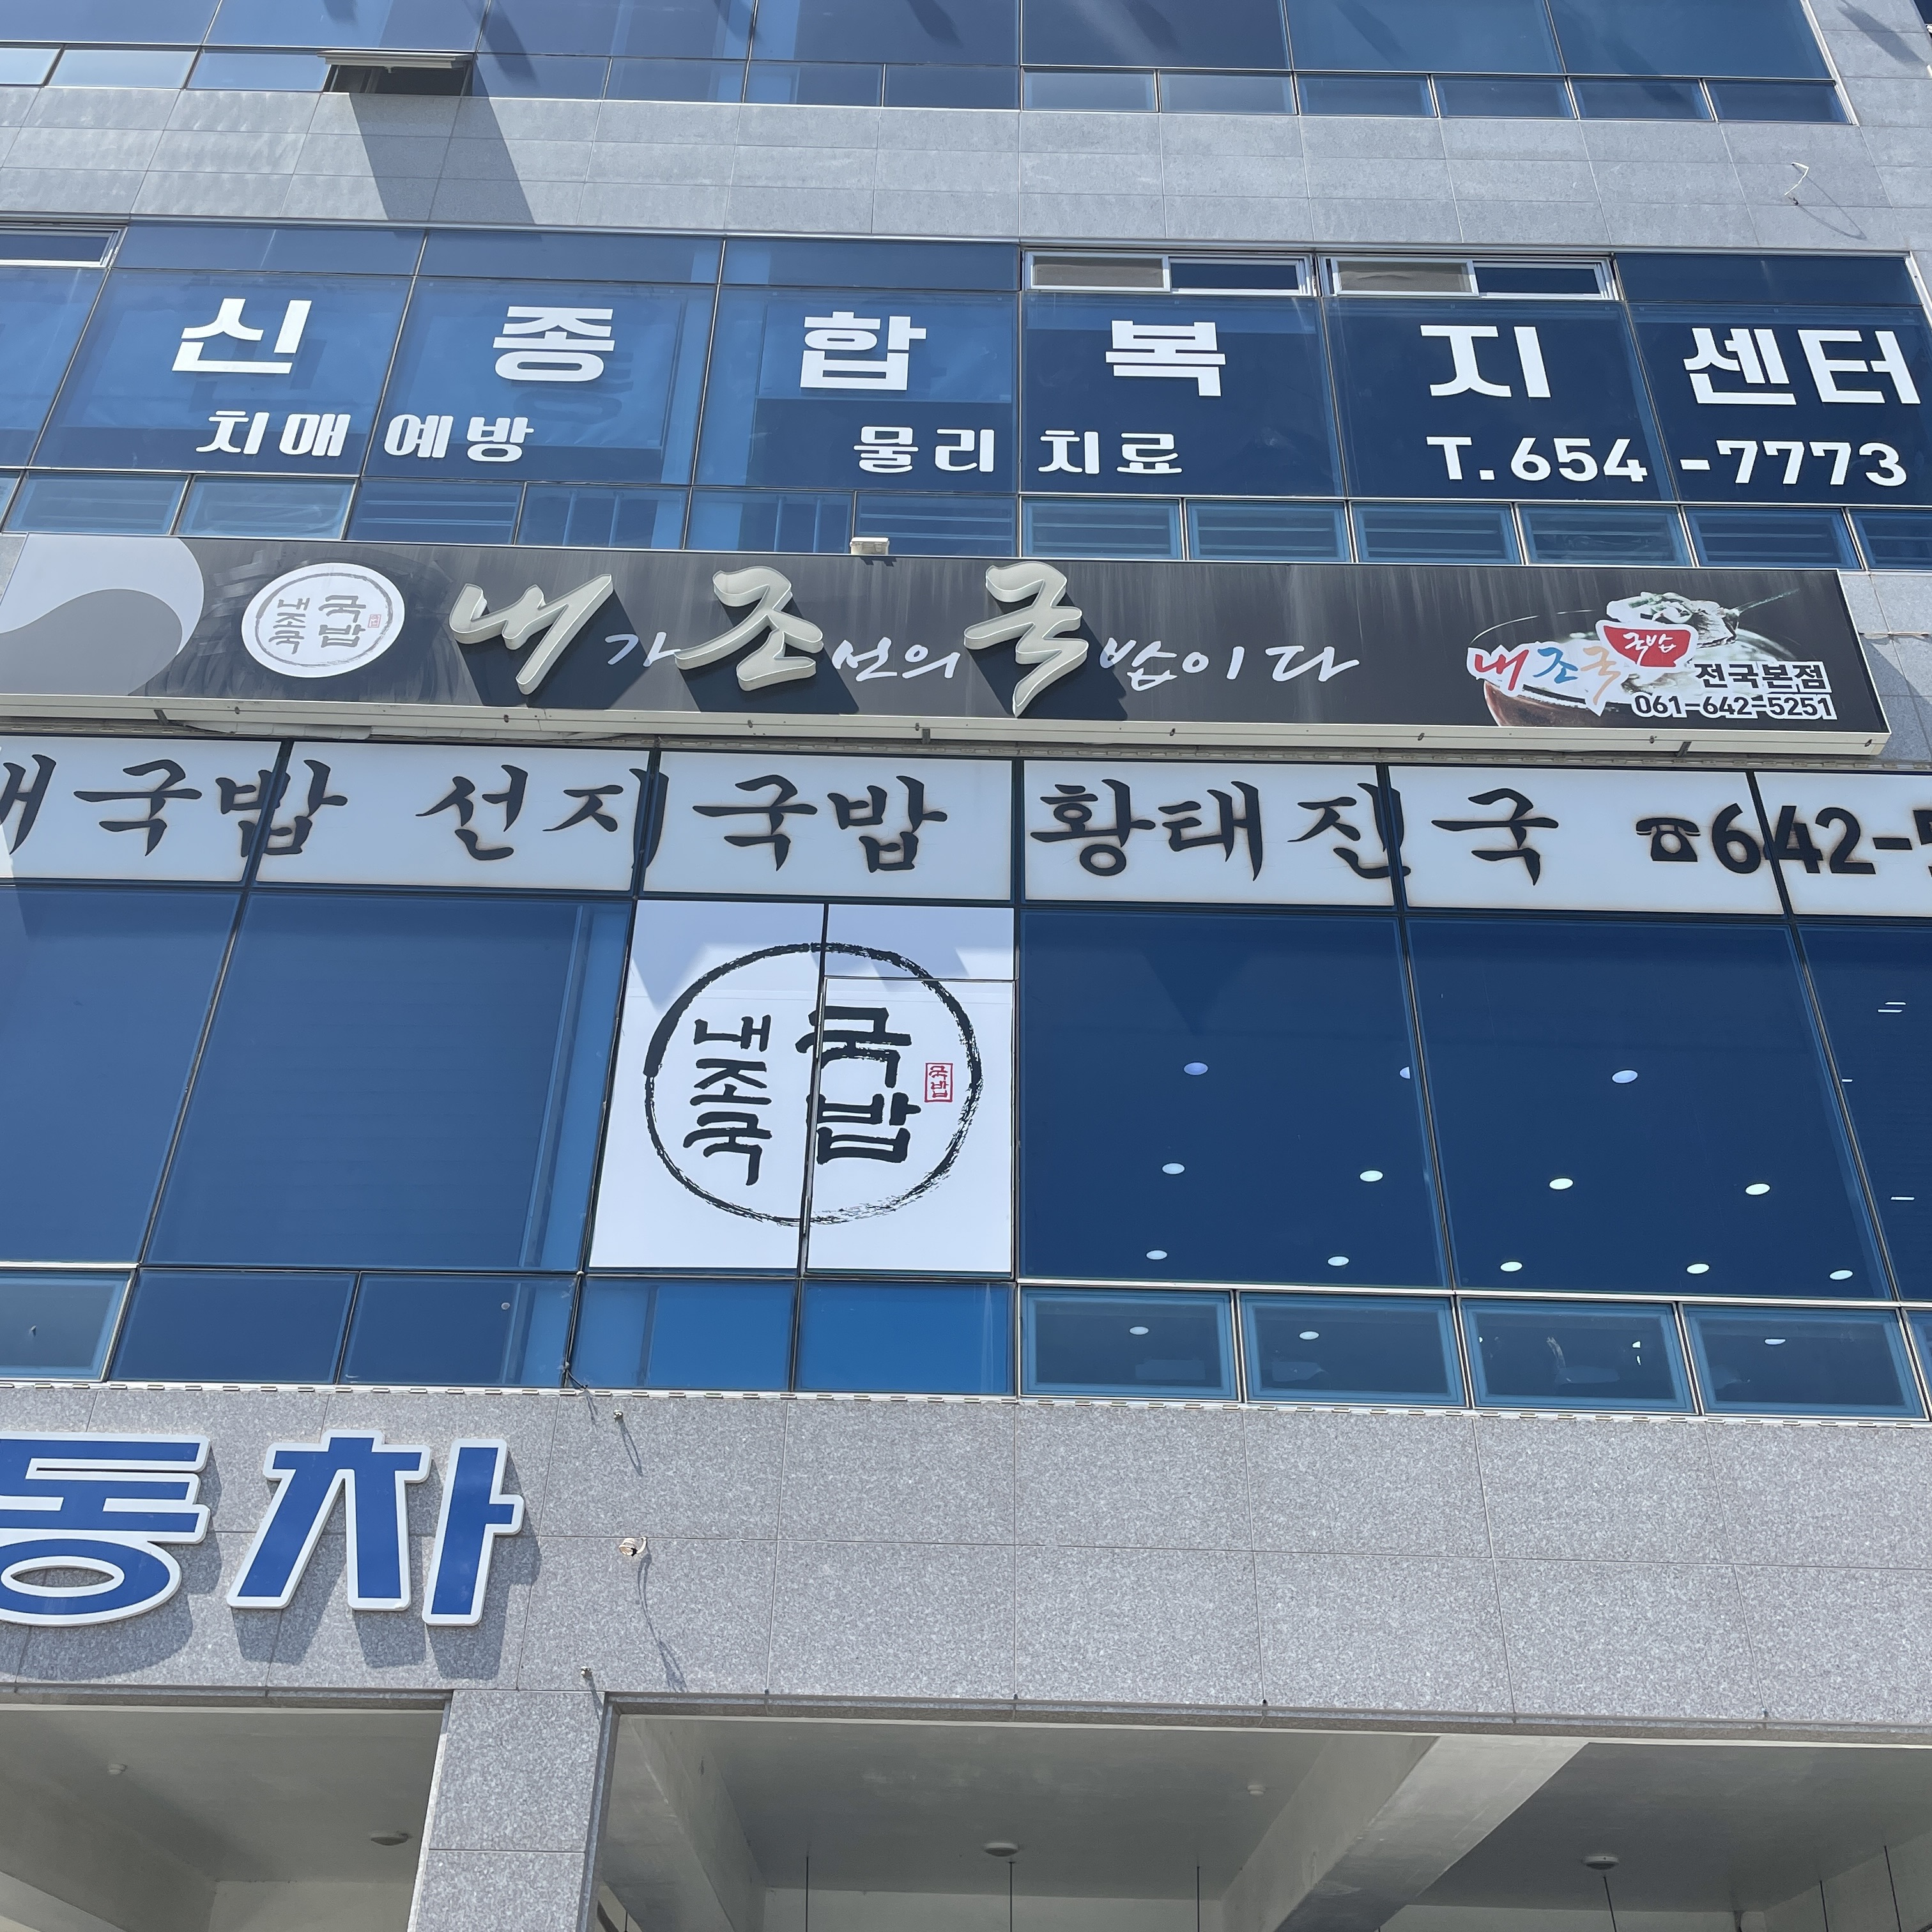 신종합복지센터
치매예방 물리치료 T.654-7773
내조국
국밥
내가 조선의 국밥이다
내조국 국밥
전국본점
061-642-5251
국밥 선지국밥 황태진국 ☎642-
내조국
국밥
국밥
동차